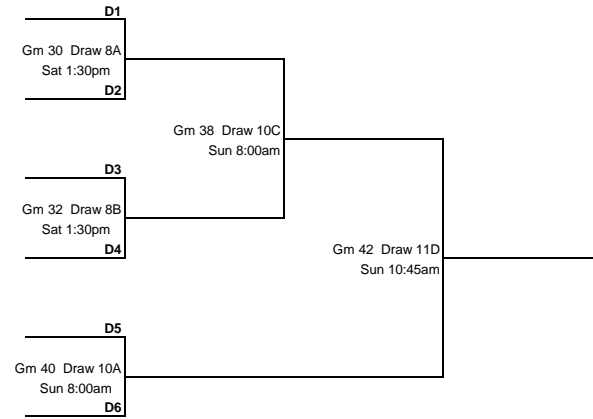 D1
Gm 30 Draw 8A
Sat 1:30pm
D2
Gm 38 Draw 10C
Sun 8:00am
D3
Gm 32 Draw 8B
Sat 1:30pm
D4
Gm 42 Draw 11D
Sun 10:45am
D5
Gm 40 Draw 10A
Sun 8:00am
D6